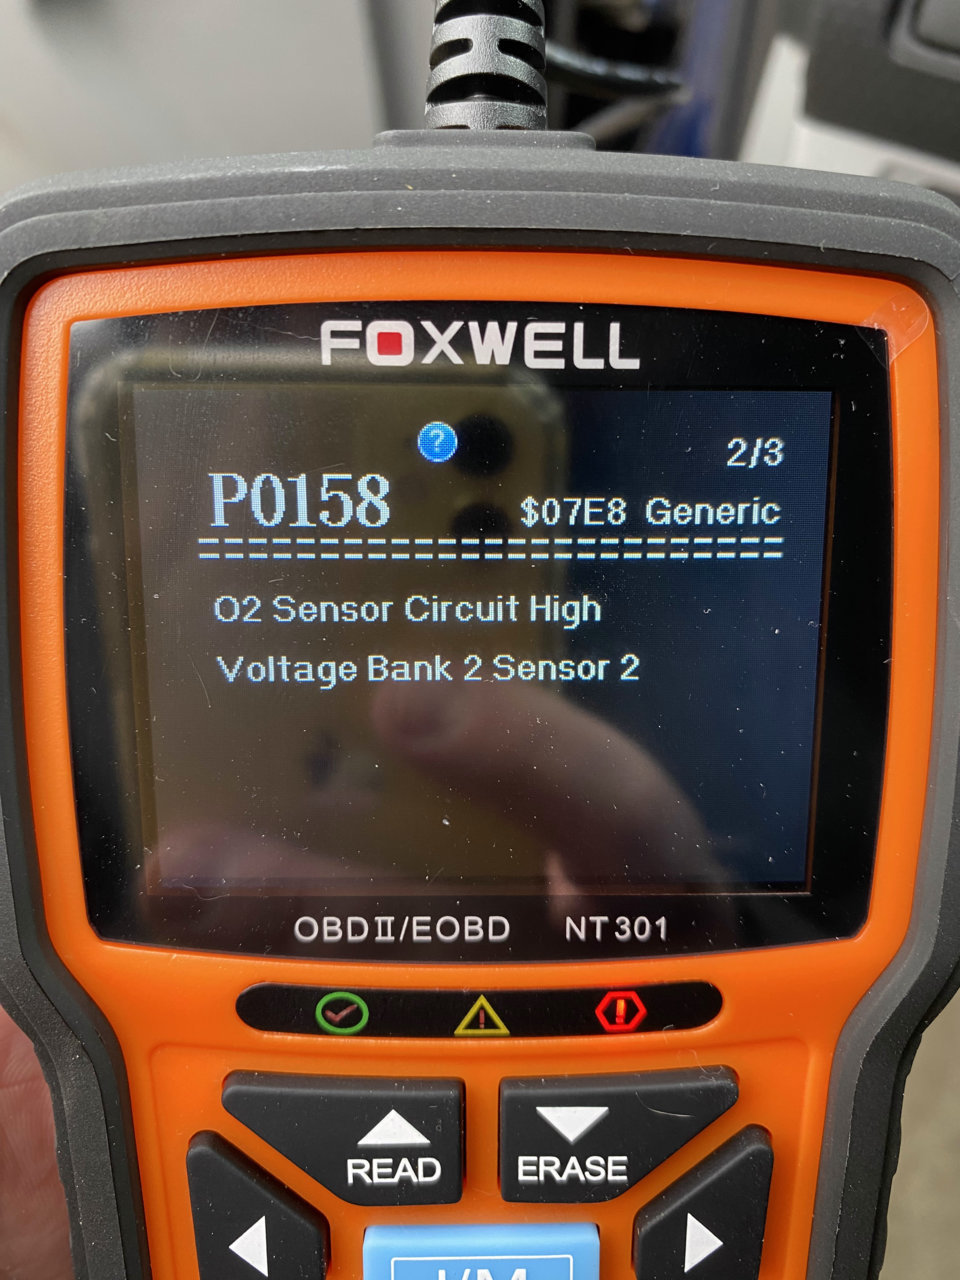 FOXWELL
?
2/3
P0158 $07E8 Generic
========================
O2 Sensor Circuit High
Voltage Bank 2 Sensor 2
OBDII/EOBD NT301
READ ERASE
I/M